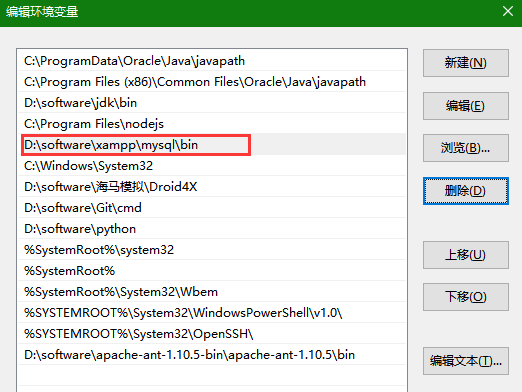 编辑环境变量
C:\ProgramData\Oracle\Java\javapath
C:\Program Files (x86)\Common Files\Oracle\Java\javapath
D:\software\jdk\bin
C:\Program Files\nodejs
D:\software\xampp\mysql\bin
C:\Windows\System32
D:\software\海马模拟\Droid4X
D:\software\Git\cmd
D:\software\python
%SystemRoot%\system32
%SystemRoot%
%SystemRoot%\System32\Wbem
%SYSTEMROOT%\System32\WindowsPowerShell\v1.0\
%SYSTEMROOT%\System32\OpenSSH\
D:\software\apache-ant-1.10.5-bin\apache-ant-1.10.5\bin
新建(N)
编辑(E)
浏览(B)...
删除(D)
上移(U)
下移(O)
编辑文本(T)...